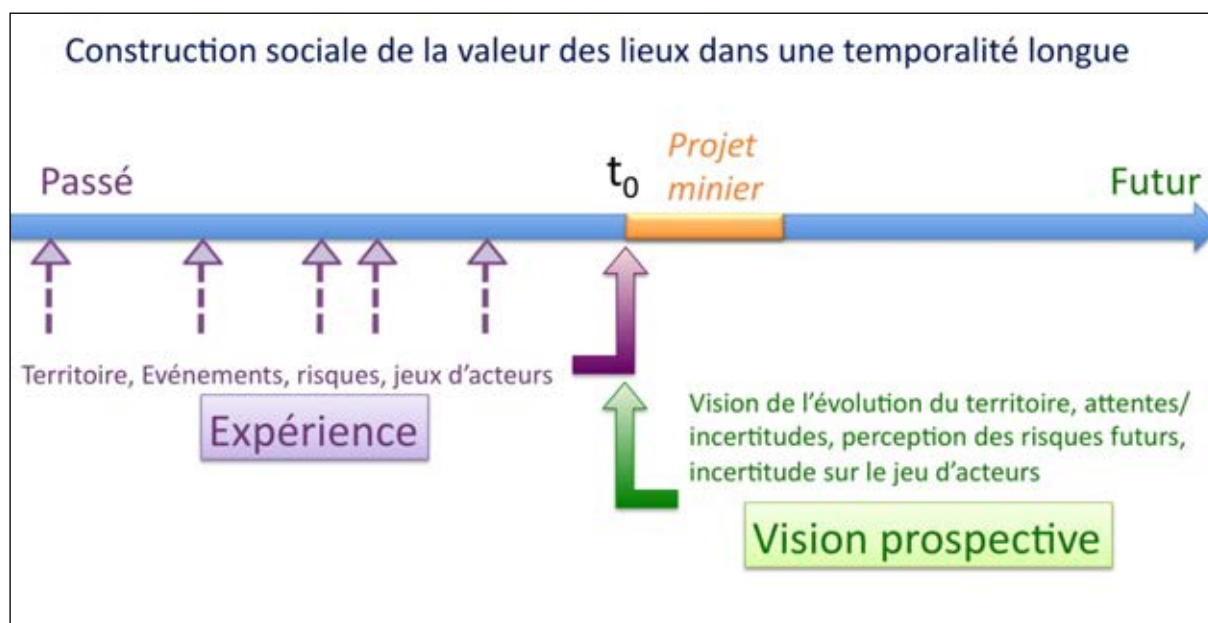 Construction sociale de la valeur des lieux dans une temporalité longue
Passé
t₀
Projet
minier
Futur
Territoire, Evénements, risques, jeux d'acteurs
Expérience
Vision de l'évolution du territoire, attentes/
incertitudes, perception des risques futurs,
incertitude sur le jeu d'acteurs
Vision prospective